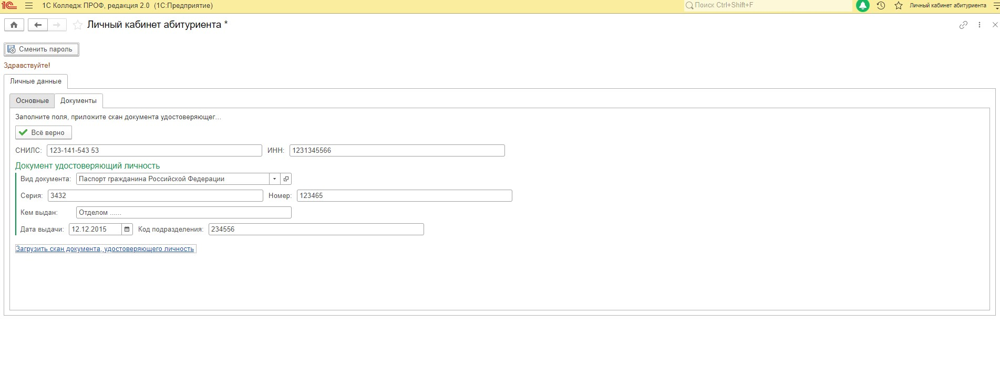 1С 1С Колледж ПРОФ, редакция 2.0 (1С:Предприятие) Поиск Ctrl+Shift+F Личный кабинет абитуриента
Личный кабинет абитуриента *
Сменить пароль
Здравствуйте!
Личные данные
Основные Документы
Заполните поля, приложите скан документа удостоверяющег...
Всё верно
СНИЛС: 123-141-543 53 ИНН: 1231345566
Документ удостоверяющий личность
Вид документа: Паспорт гражданина Российской Федерации
Серия: 3432 Номер: 123465
Кем выдан: Отделом ......
Дата выдачи: 12.12.2015 Код подразделения: 234556
Загрузить скан документа, удостоверяющего личность